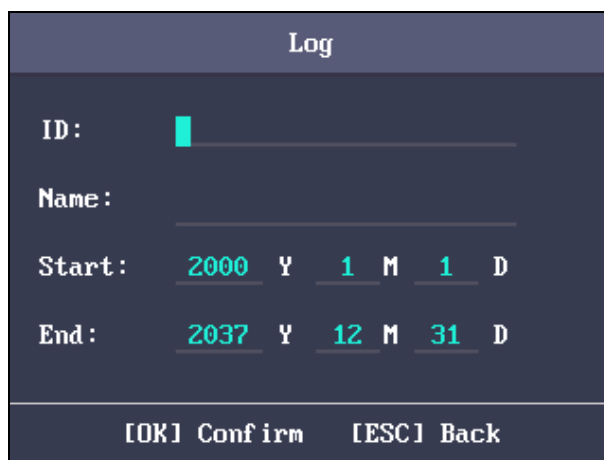 Log
ID:
Name:
Start: 2000 Y 1 M 1 D
End: 2037 Y 12 M 31 D
[OK] Confirm [ESC] Back